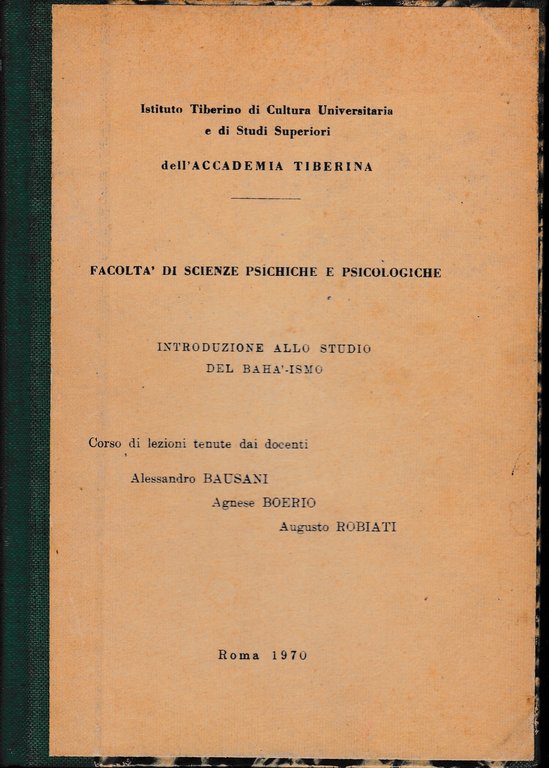 Istituto Tiberino di Cultura Universitaria
e di Studi Superiori
dell'ACCADEMIA TIBERINA
FACOLTA' DI SCIENZE PSICHICHE E PSICOLOGICHE
INTRODUZIONE ALLO STUDIO
DEL BAHA'-ISMO
Corso di lezioni tenute dai docenti
Alessandro BAUSANI
Agnese BOERIO
Augusto ROBIATI
Roma 1970